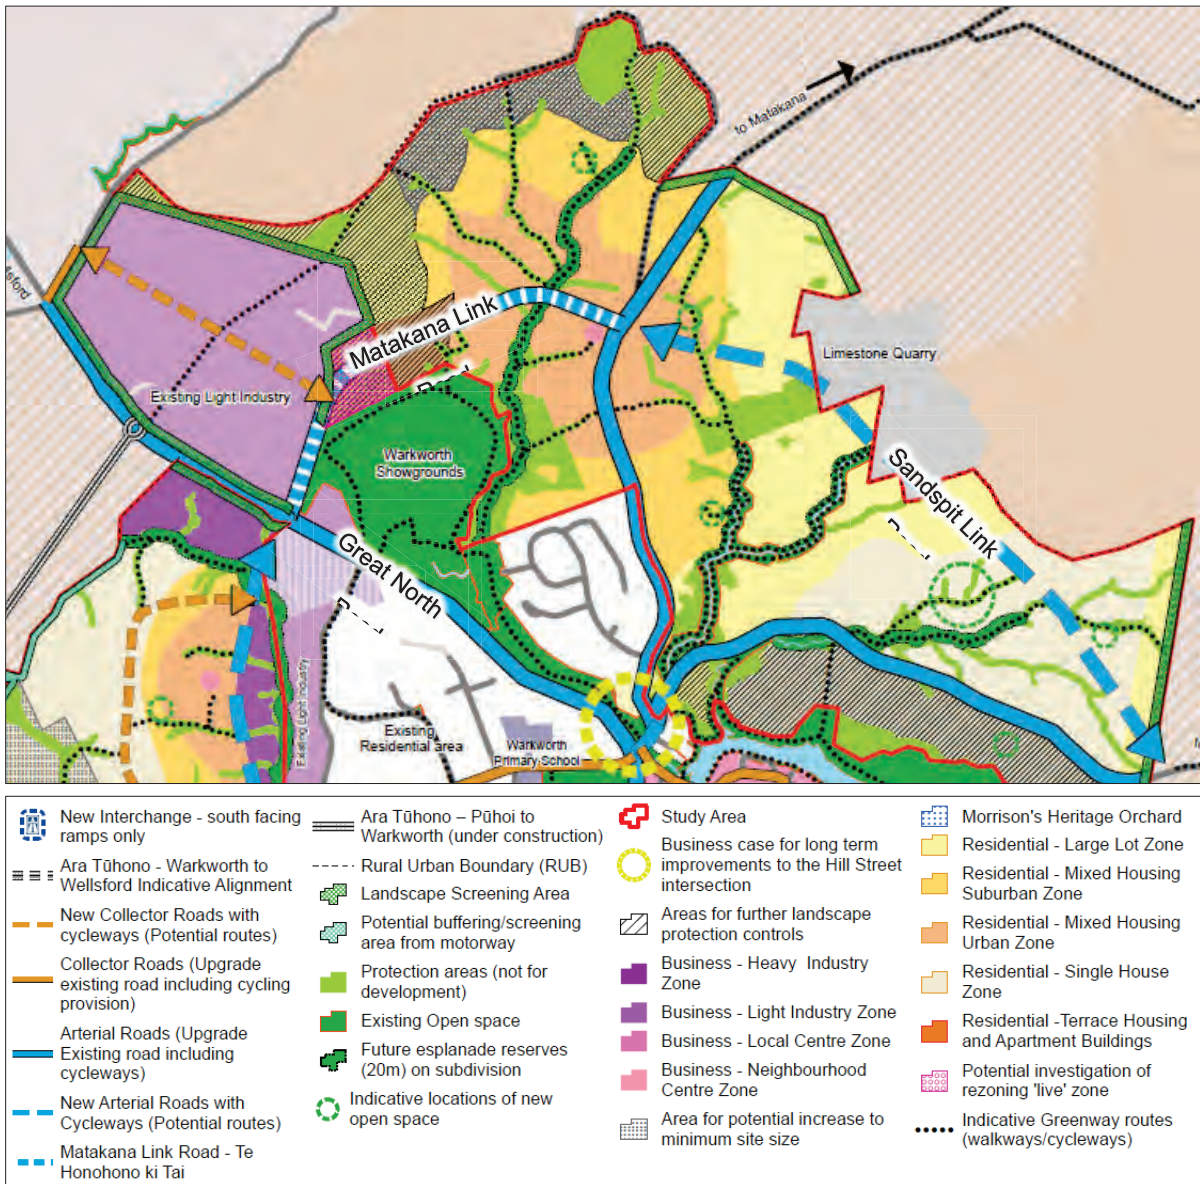 to Matakana
sford
Matakana Link
Limestone Quarry
Existing Light Industry
Warkworth
Showgrounds
Sandspit Link
Great North
Existing Light Industry
Existing
Residential area
Warkworth
Primary School
New Interchange - south facing
ramps only
Ara Tūhono - Warkworth to
Wellsford Indicative Alignment
New Collector Roads with
cycleways (Potential routes)
Collector Roads (Upgrade
existing road including cycling
provision)
Arterial Roads (Upgrade
Existing road including
cycleways)
New Arterial Roads with
Cycleways (Potential routes)
Matakana Link Road - Te
Honohono ki Tai
Ara Tūhono – Pūhoi to
Warkworth (under construction)
Rural Urban Boundary (RUB)
Landscape Screening Area
Potential buffering/screening
area from motorway
Protection areas (not for
development)
Existing Open space
Future esplanade reserves
(20m) on subdivision
Indicative locations of new
open space
Study Area
Business case for long term
improvements to the Hill Street
intersection
Areas for further landscape
protection controls
Business - Heavy Industry
Zone
Business - Light Industry Zone
Business - Local Centre Zone
Business - Neighbourhood
Centre Zone
Area for potential increase to
minimum site size
Morrison's Heritage Orchard
Residential - Large Lot Zone
Residential - Mixed Housing
Suburban Zone
Residential - Mixed Housing
Urban Zone
Residential - Single House
Zone
Residential -Terrace Housing
and Apartment Buildings
Potential investigation of
rezoning 'live' zone
Indicative Greenway routes
(walkways/cycleways)